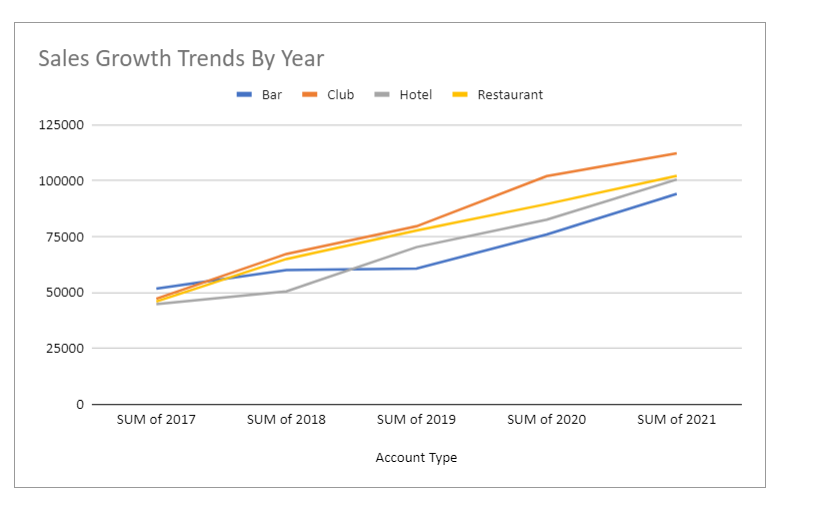 Sales Growth Trends By Year
Bar Club Hotel Restaurant
125000
100000
75000
50000
25000
0
SUM of 2017 SUM of 2018 SUM of 2019 SUM of 2020 SUM of 2021
Account Type